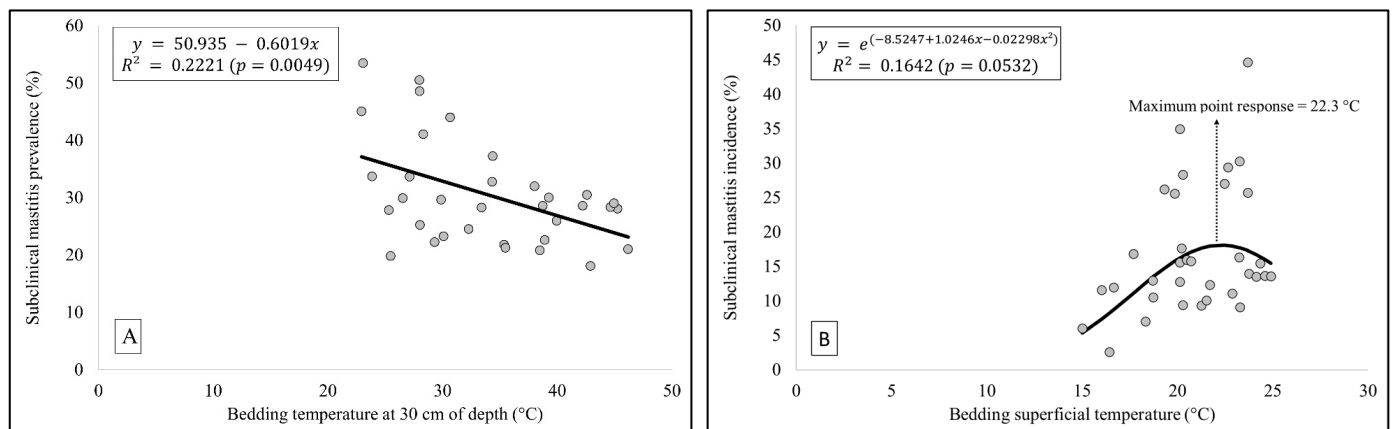 y = 50.935 − 0.6019x
R² = 0.2221 (p = 0.0049)
Subclinical mastitis prevalence (%)
60
50
40
30
20
10
0
A
0 10 20 30 40 50
Bedding temperature at 30 cm of depth (°C)
y = e^(−8.5247+1.0246x−0.02298x²)
R² = 0.1642 (p = 0.0532)
Maximum point response = 22.3 °C
Subclinical mastitis incidence (%)
50
45
40
35
30
25
20
15
10
5
0
B
0 5 10 15 20 25 30
Bedding superficial temperature (°C)